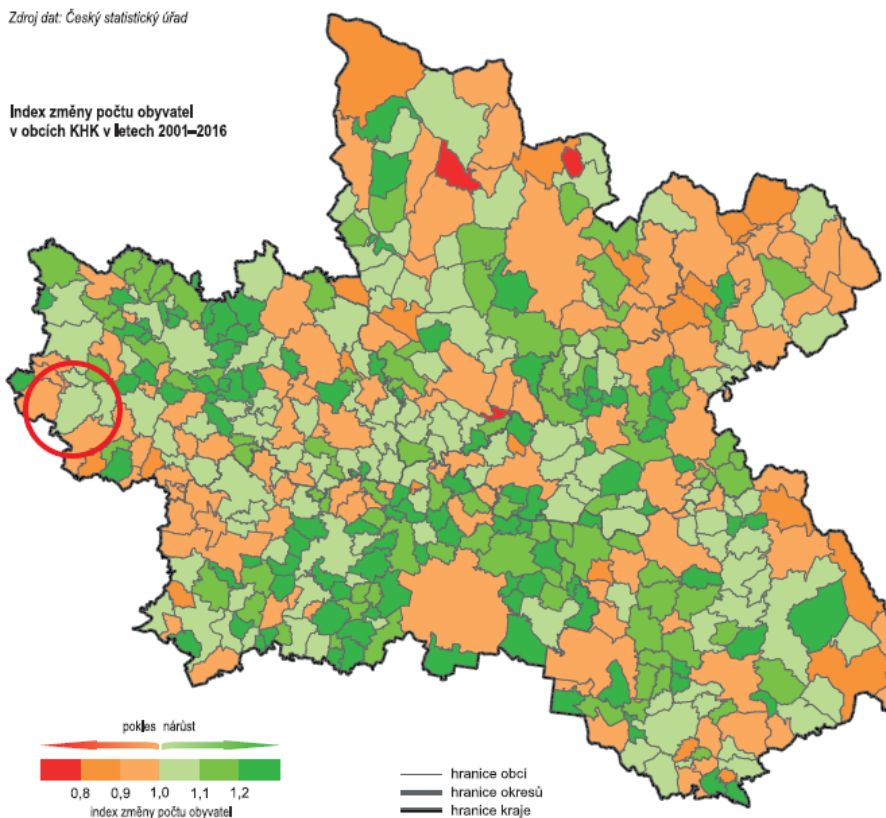 Zdroj dat: Český statistický úřad
Index změny počtu obyvatel
v obcích KHK v letech 2001–2016
pokles nárůst
0,8 0,9 1,0 1,1 1,2
index změny počtu obyvatel
hranice obcí
hranice okresů
hranice kraje